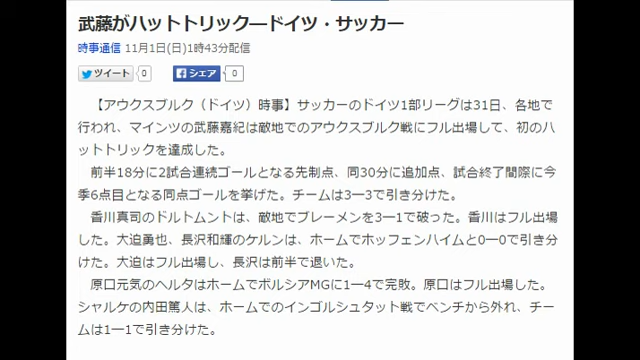 武藤がハットトリック―ドイツ・サッカー
時事通信 11月1日(日)1時43分配信
ツイート 0 シェア 0
【アウクスブルク（ドイツ）時事】サッカーのドイツ1部リーグは31日、各地で
行われ、マインツの武藤嘉紀は敵地でのアウクスブルク戦にフル出場して、初のハ
ットトリックを達成した。
前半18分に2試合連続ゴールとなる先制点、同30分に追加点、試合終了間際に今
季6点目となる同点ゴールを挙げた。チームは3―3で引き分けた。
香川真司のドルトムントは、敵地でブレーメンを3―1で破った。香川はフル出場
した。大迫勇也、長沢和輝のケルンは、ホームでホッフェンハイムと0―0で引き分
けた。大迫はフル出場し、長沢は前半で退いた。
原口元気のヘルタはホームでボルシアMGに1―4で完敗。原口はフル出場した。
シャルケの内田篤人は、ホームでのインゴルシュタット戦でベンチから外れ、チー
ムは1―1で引き分けた。